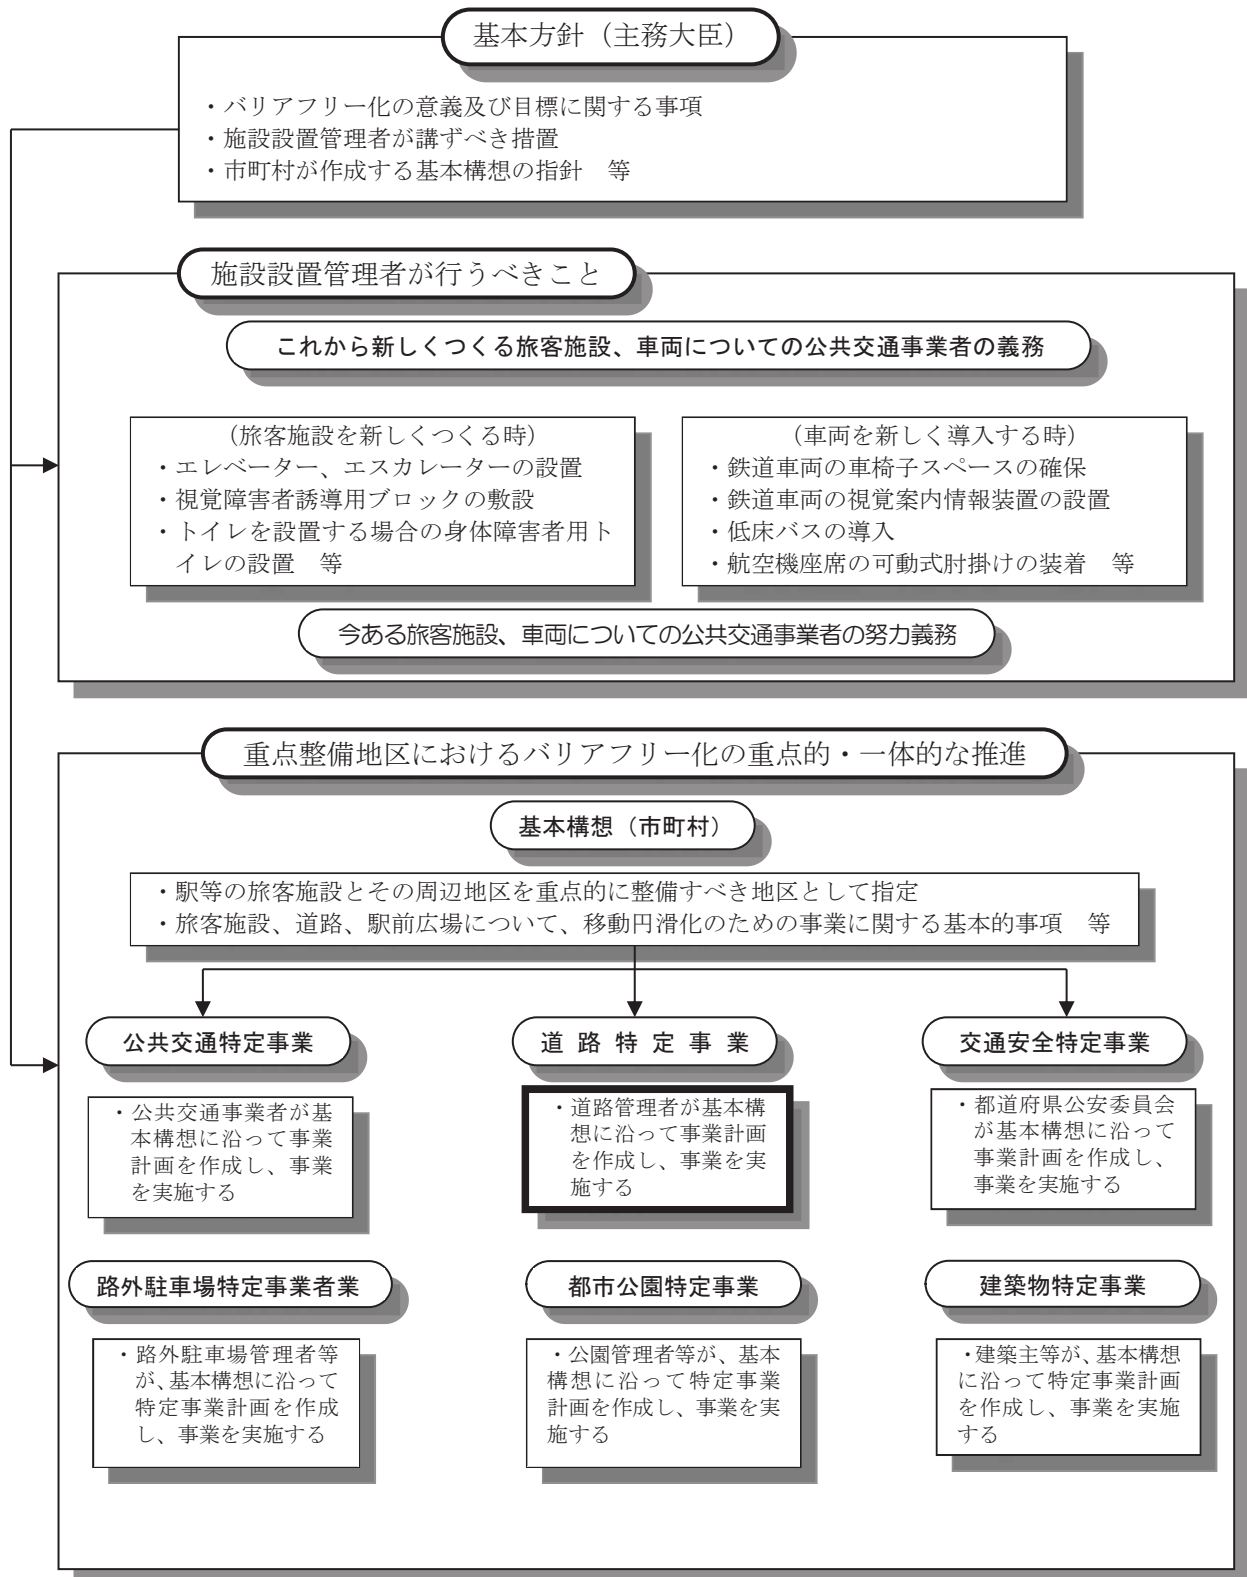 基本方針（主務大臣）
・バリアフリー化の意義及び目標に関する事項
・施設設置管理者が講ずべき措置
・市町村が作成する基本構想の指針　等
施設設置管理者が行うべきこと
これから新しくつくる旅客施設、車両についての公共交通事業者の義務
（旅客施設を新しくつくる時）
・エレベーター、エスカレーターの設置
・視覚障害者誘導用ブロックの敷設
・トイレを設置する場合の身体障害者用ト
イレの設置　等
（車両を新しく導入する時）
・鉄道車両の車椅子スペースの確保
・鉄道車両の視覚案内情報装置の設置
・低床バスの導入
・航空機座席の可動式肘掛けの装着　等
今ある旅客施設、車両についての公共交通事業者の努力義務
重点整備地区におけるバリアフリー化の重点的・一体的な推進
基本構想（市町村）
・駅等の旅客施設とその周辺地区を重点的に整備すべき地区として指定
・旅客施設、道路、駅前広場について、移動円滑化のための事業に関する基本的事項　等
公共交通特定事業
・公共交通事業者が基
本構想に沿って事業
計画を作成し、事業
を実施する
道路特定事業
・道路管理者が基本構
想に沿って事業計画
を作成し、事業を実
施する
交通安全特定事業
・都道府県公安委員会
が基本構想に沿って
事業計画を作成し、
事業を実施する
路外駐車場特定事業者業
・路外駐車場管理者等
が、基本構想に沿って
特定事業計画を作成
し、事業を実施する
都市公園特定事業
・公園管理者等が、基本
構想に沿って特定事業
計画を作成し、事業を実
施する
建築物特定事業
・建築主等が、基本構想
に沿って特定事業計画
を作成し、事業を実施
する